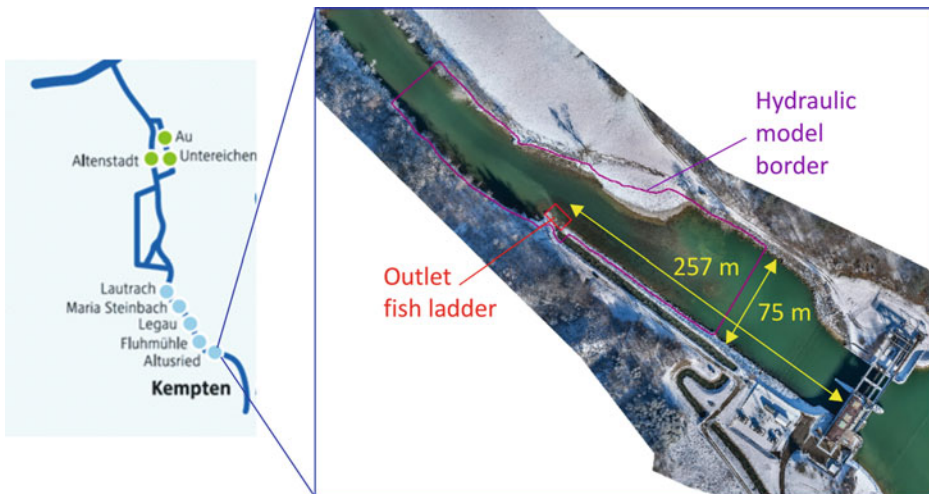 Au
Altenstadt
Untereichen
Lautrach
Maria Steinbach
Legau
Fluhmühle
Altusried
Kempten
Hydraulic
model
border
Outlet
fish ladder
257 m
75 m